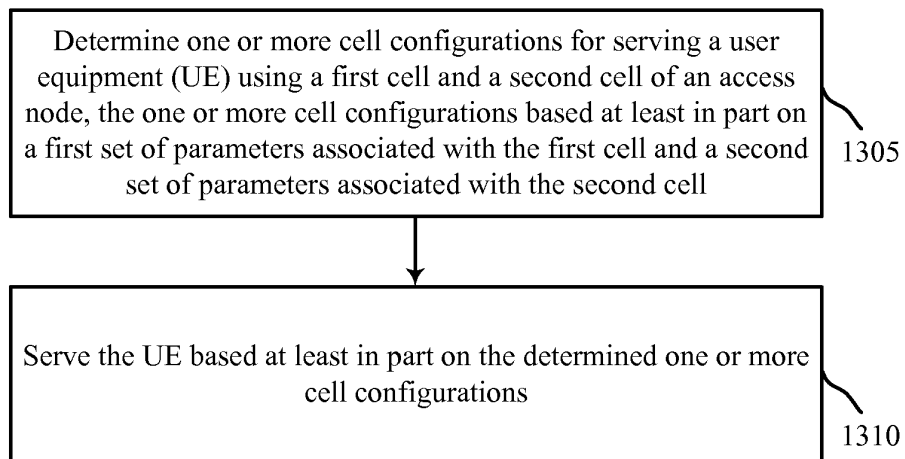 Determine one or more cell configurations for serving a user
equipment (UE) using a first cell and a second cell of an access
node, the one or more cell configurations based at least in part on
a first set of parameters associated with the first cell and a second
set of parameters associated with the second cell
1305
Serve the UE based at least in part on the determined one or more
cell configurations
1310